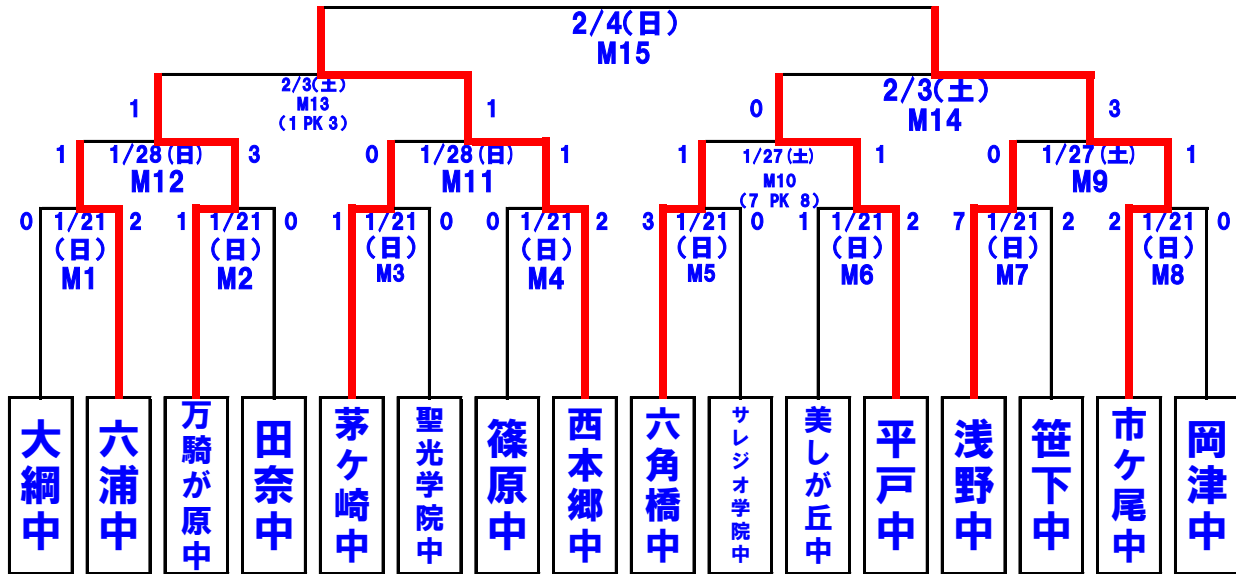 2/4(日)
M15
2/3(土)
M13
(1 PK 3)
1
1
2/3(土)
M14
0
3
1 1/28(日) 3
M12
0 1/28(日) 1
M11
1 1/27(土) 1
M10
(7 PK 8)
0 1/27(土) 1
M9
0 1/21 2
(日)
M1
1 1/21 0
(日)
M2
1 1/21 0
(日)
M3
0 1/21 2
(日)
M4
3 1/21 0
(日)
M5
1 1/21 2
(日)
M6
7 1/21 2
(日)
M7
2 1/21 0
(日)
M8
大綱中
六浦中
万騎が原中
田奈中
茅ケ崎中
聖光学院中
篠原中
西本郷中
六角橋中
サレジオ学院中
美しが丘中
平戸中
浅野中
笹下中
市ケ尾中
岡津中